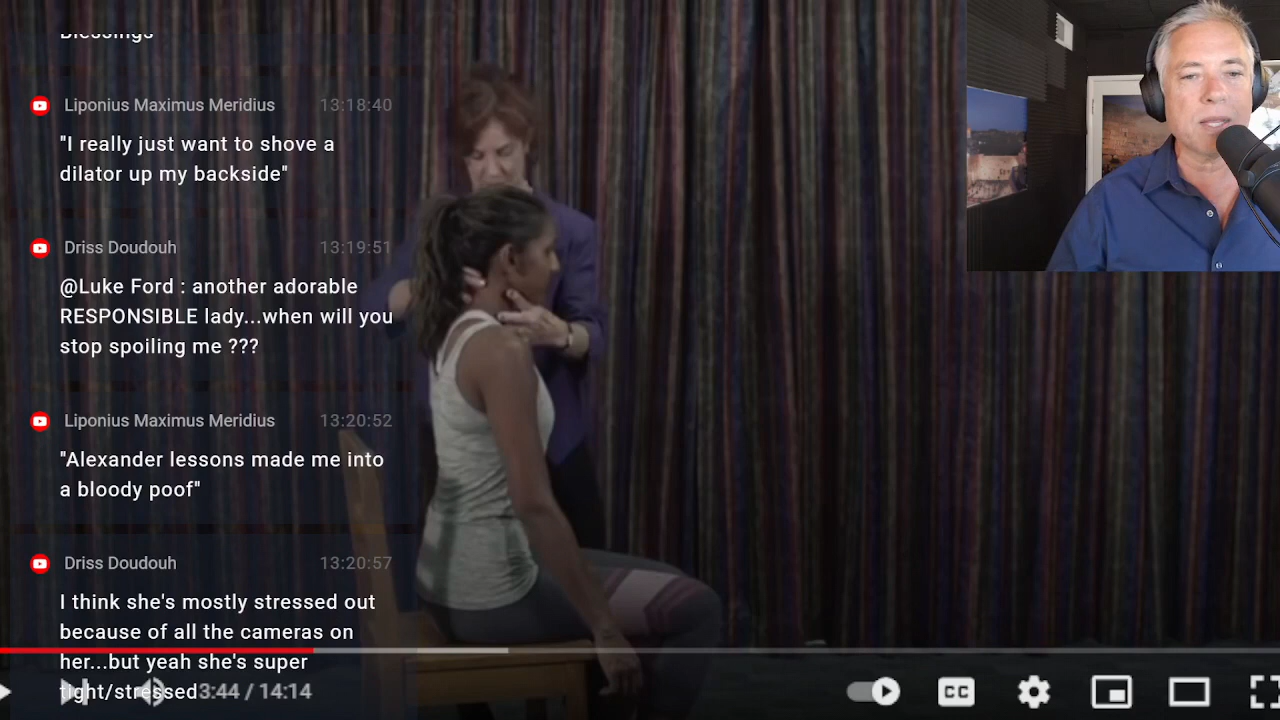 Blessings
Liponius Maximus Meridius 13:18:40
"I really just want to shove a
dilator up my backside"
Driss Doudouh 13:19:51
@Luke Ford : another adorable
RESPONSIBLE lady...when will you
stop spoiling me ???
Liponius Maximus Meridius 13:20:52
"Alexander lessons made me into
a bloody poof"
Driss Doudouh 13:20:57
I think she's mostly stressed out
because of all the cameras on
her...but yeah she's super
tight/stressed
3:44 / 14:14
CC